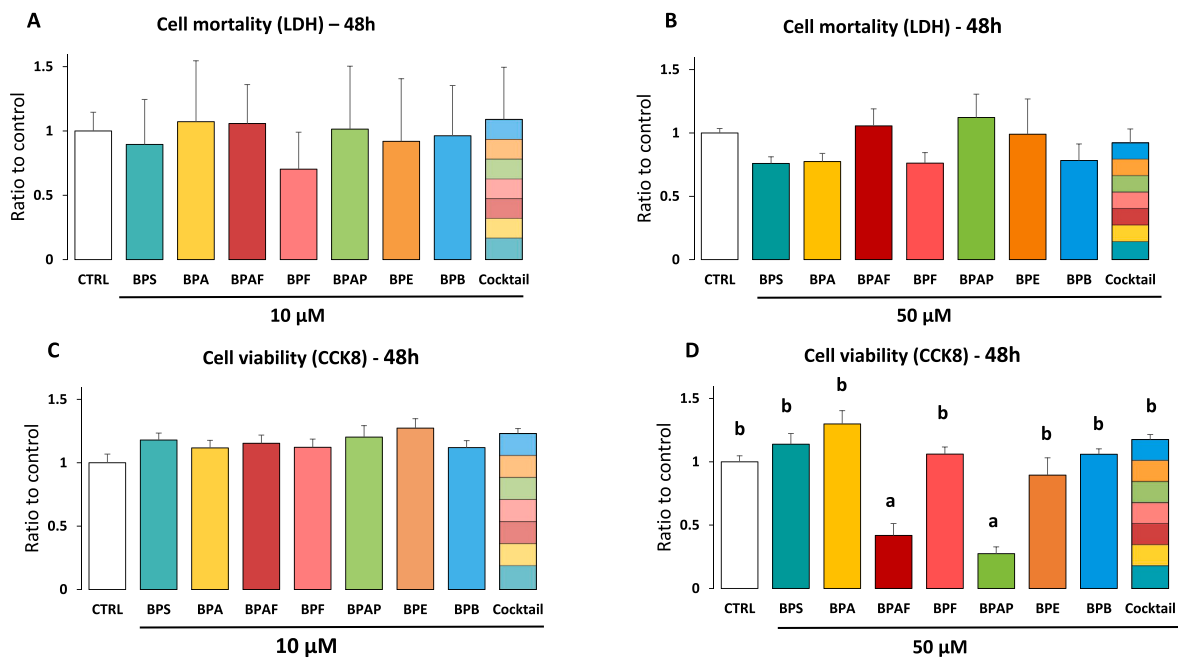 A
Cell mortality (LDH) – 48h
Ratio to control
1.5
1
0.5
0
CTRL BPS BPA BPAF BPF BPAP BPE BPB Cocktail
10 µM
B
Cell mortality (LDH) - 48h
Ratio to control
1.5
1
0.5
0
CTRL BPS BPA BPAF BPF BPAP BPE BPB Cocktail
50 µM
C
Cell viability (CCK8) - 48h
Ratio to control
1.5
1
0.5
0
CTRL BPS BPA BPAF BPF BPAP BPE BPB Cocktail
10 µM
D
Cell viability (CCK8) - 48h
Ratio to control
1.5
1
0.5
0
b b b a b a b b b
CTRL BPS BPA BPAF BPF BPAP BPE BPB Cocktail
50 µM